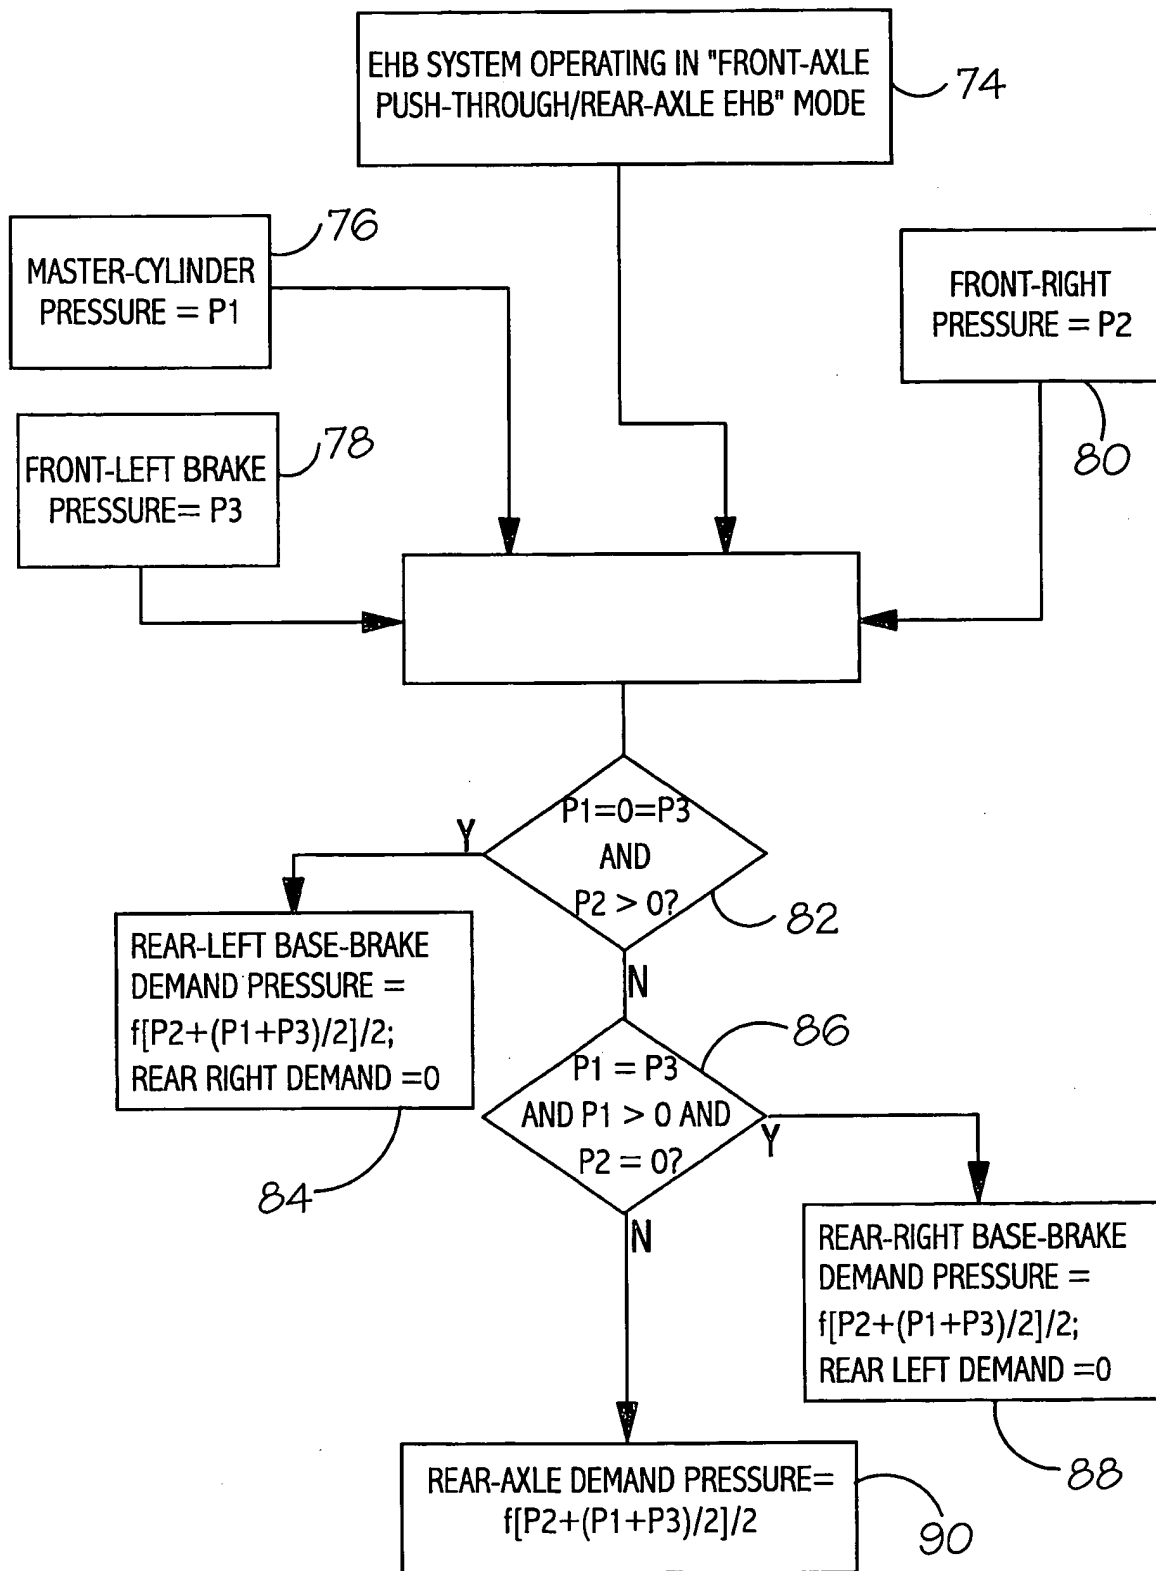 EHB SYSTEM OPERATING IN "FRONT-AXLE
PUSH-THROUGH/REAR-AXLE EHB" MODE
74
76
MASTER-CYLINDER
PRESSURE = P1
FRONT-RIGHT
PRESSURE = P2
80
78
FRONT-LEFT BRAKE
PRESSURE= P3
P1=0=P3
AND
P2 > 0?
82
Y
N
REAR-LEFT BASE-BRAKE
DEMAND PRESSURE =
f[P2+(P1+P3)/2]/2;
REAR RIGHT DEMAND =0
84
86
P1 = P3
AND P1 > 0 AND
P2 = 0?
Y
N
REAR-RIGHT BASE-BRAKE
DEMAND PRESSURE =
f[P2+(P1+P3)/2]/2;
REAR LEFT DEMAND =0
88
REAR-AXLE DEMAND PRESSURE=
f[P2+(P1+P3)/2]/2
90